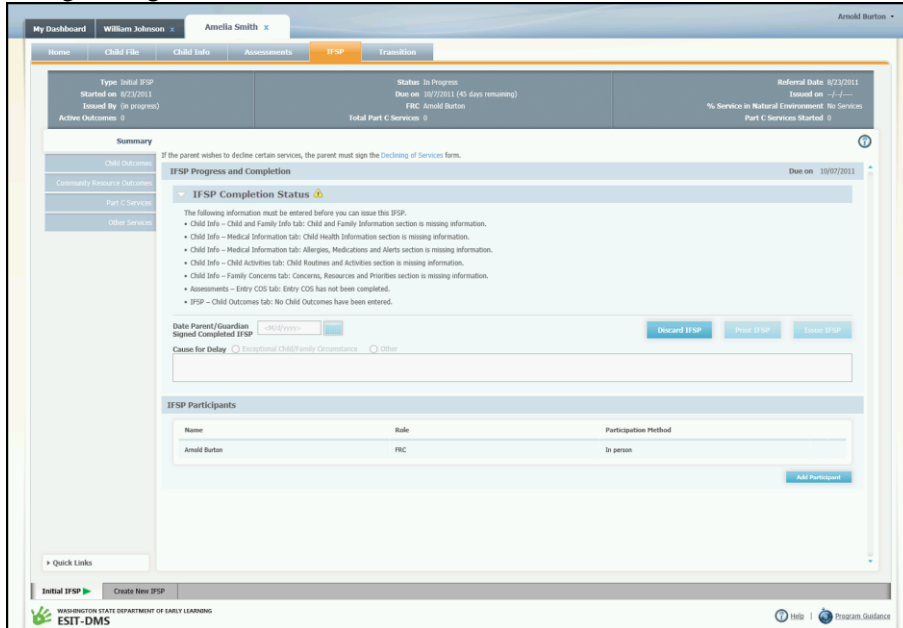 Arnold Burton
My Dashboard William Johnson x Amelia Smith x
Home Child File Child Info Assessments IFSP Transition
Type Initial IFSP Status In Progress Referral Date 8/23/2011
Started on 8/23/2011 Due on 10/7/2011 (45 days remaining) Issued on --/--/----
Issued By (in progress) FRC Arnold Burton % Service in Natural Environment No Services
Active Outcomes 0 Total Part C Services 0 Part C Services Started 0
Summary
Child Outcomes
Community Resource Outcomes
Part C Services
Other Services
If the parent wishes to decline certain services, the parent must sign the Declining of Services form.
IFSP Progress and Completion Due on 10/07/2011
IFSP Completion Status
The following information must be entered before you can issue this IFSP.
• Child Info – Child and Family Info tab: Child and Family Information section is missing information.
• Child Info – Medical Information tab: Child Health Information section is missing information.
• Child Info – Medical Information tab: Allergies, Medications and Alerts section is missing information.
• Child Info – Child Activities tab: Child Routines and Activities section is missing information.
• Child Info – Family Concerns tab: Concerns, Resources and Priorities section is missing information.
• Assessments – Entry COS tab: Entry COS has not been completed.
• IFSP – Child Outcomes tab: No Child Outcomes have been entered.
Date Parent/Guardian
Signed Completed IFSP <M/d/yyyy> Discard IFSP Print IFSP Issue IFSP
Cause for Delay Exceptional Child/Family Circumstance Other
IFSP Participants
Name Role Participation Method
Arnold Burton FRC In person
Add Participant
Quick Links
Initial IFSP Create New IFSP
WASHINGTON STATE DEPARTMENT OF EARLY LEARNING
ESIT-DMS
Help | Program Guidance